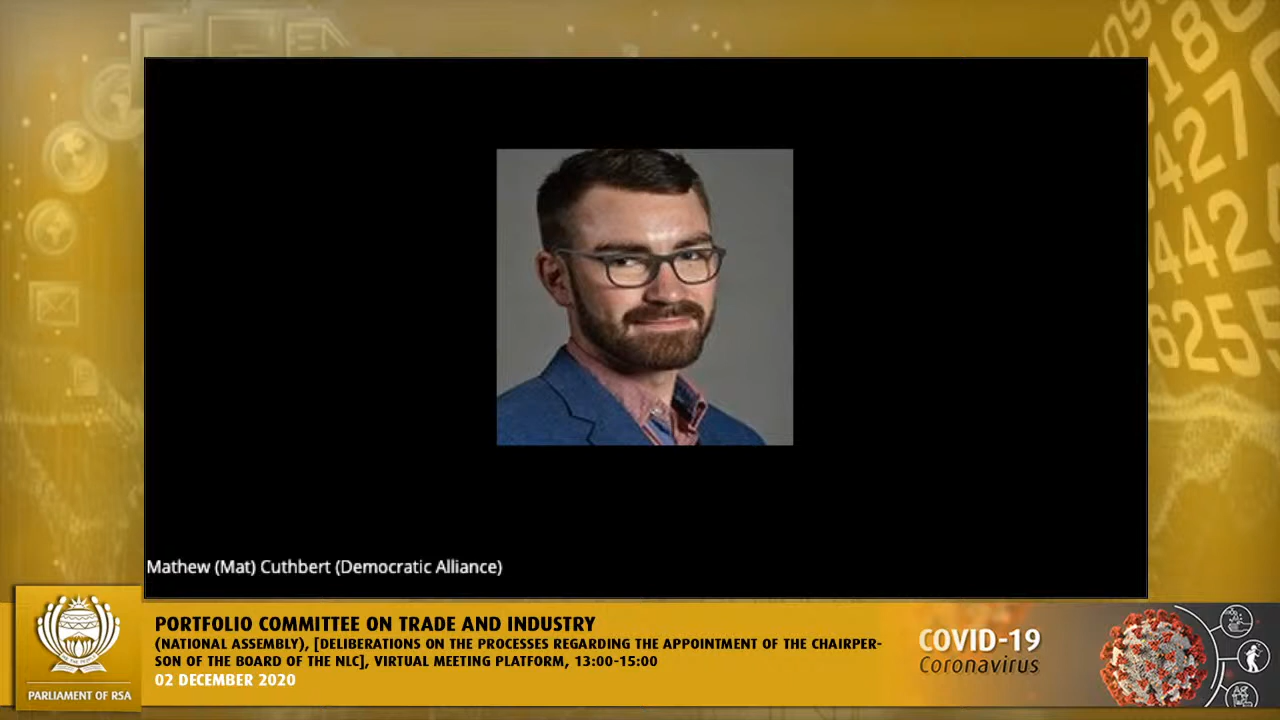 Mathew (Mat) Cuthbert (Democratic Alliance)
PORTFOLIO COMMITTEE ON TRADE AND INDUSTRY
(NATIONAL ASSEMBLY), [DELIBERATIONS ON THE PROCESSES REGARDING THE APPOINTMENT OF THE CHAIRPER-
SON OF THE BOARD OF THE NLC], VIRTUAL MEETING PLATFORM, 13:00-15:00
02 DECEMBER 2020
PARLIAMENT OF RSA
COVID-19
Coronavirus